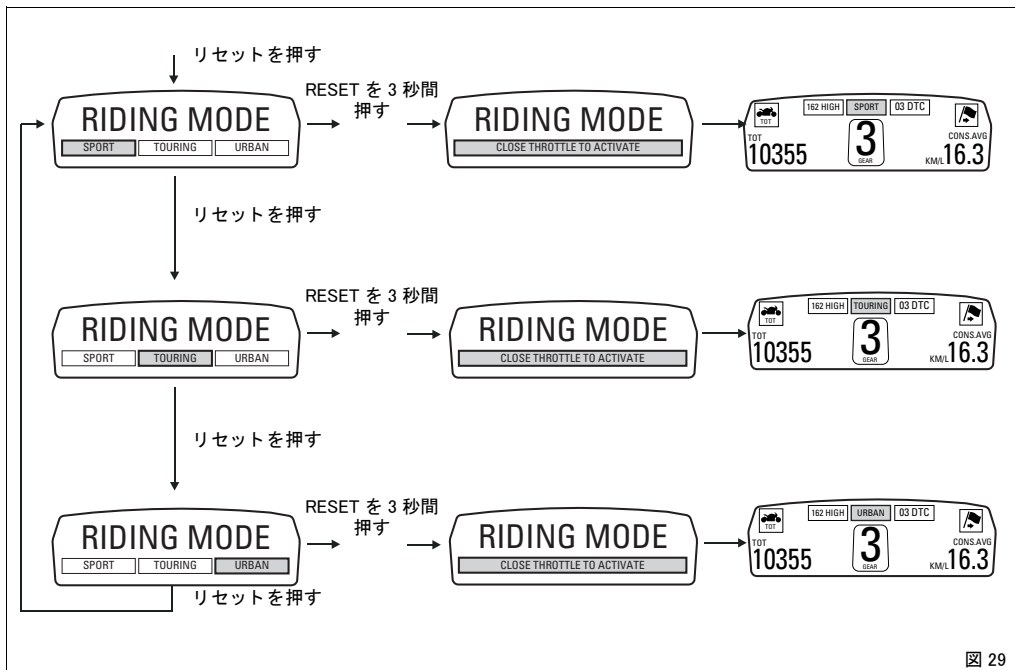 リセットを押す
RIDING MODE
SPORT TOURING URBAN
RESET を 3 秒間
押す
RIDING MODE
CLOSE THROTTLE TO ACTIVATE
TOT
162 HIGH SPORT 03 DTC
TOT
10355
3
GEAR
CONS.AVG
KM/L 16.3
リセットを押す
RIDING MODE
SPORT TOURING URBAN
RESET を 3 秒間
押す
RIDING MODE
CLOSE THROTTLE TO ACTIVATE
TOT
162 HIGH TOURING 03 DTC
TOT
10355
3
GEAR
CONS.AVG
KM/L 16.3
リセットを押す
RIDING MODE
SPORT TOURING URBAN
RESET を 3 秒間
押す
RIDING MODE
CLOSE THROTTLE TO ACTIVATE
TOT
162 HIGH URBAN 03 DTC
TOT
10355
3
GEAR
CONS.AVG
KM/L 16.3
リセットを押す
図 29